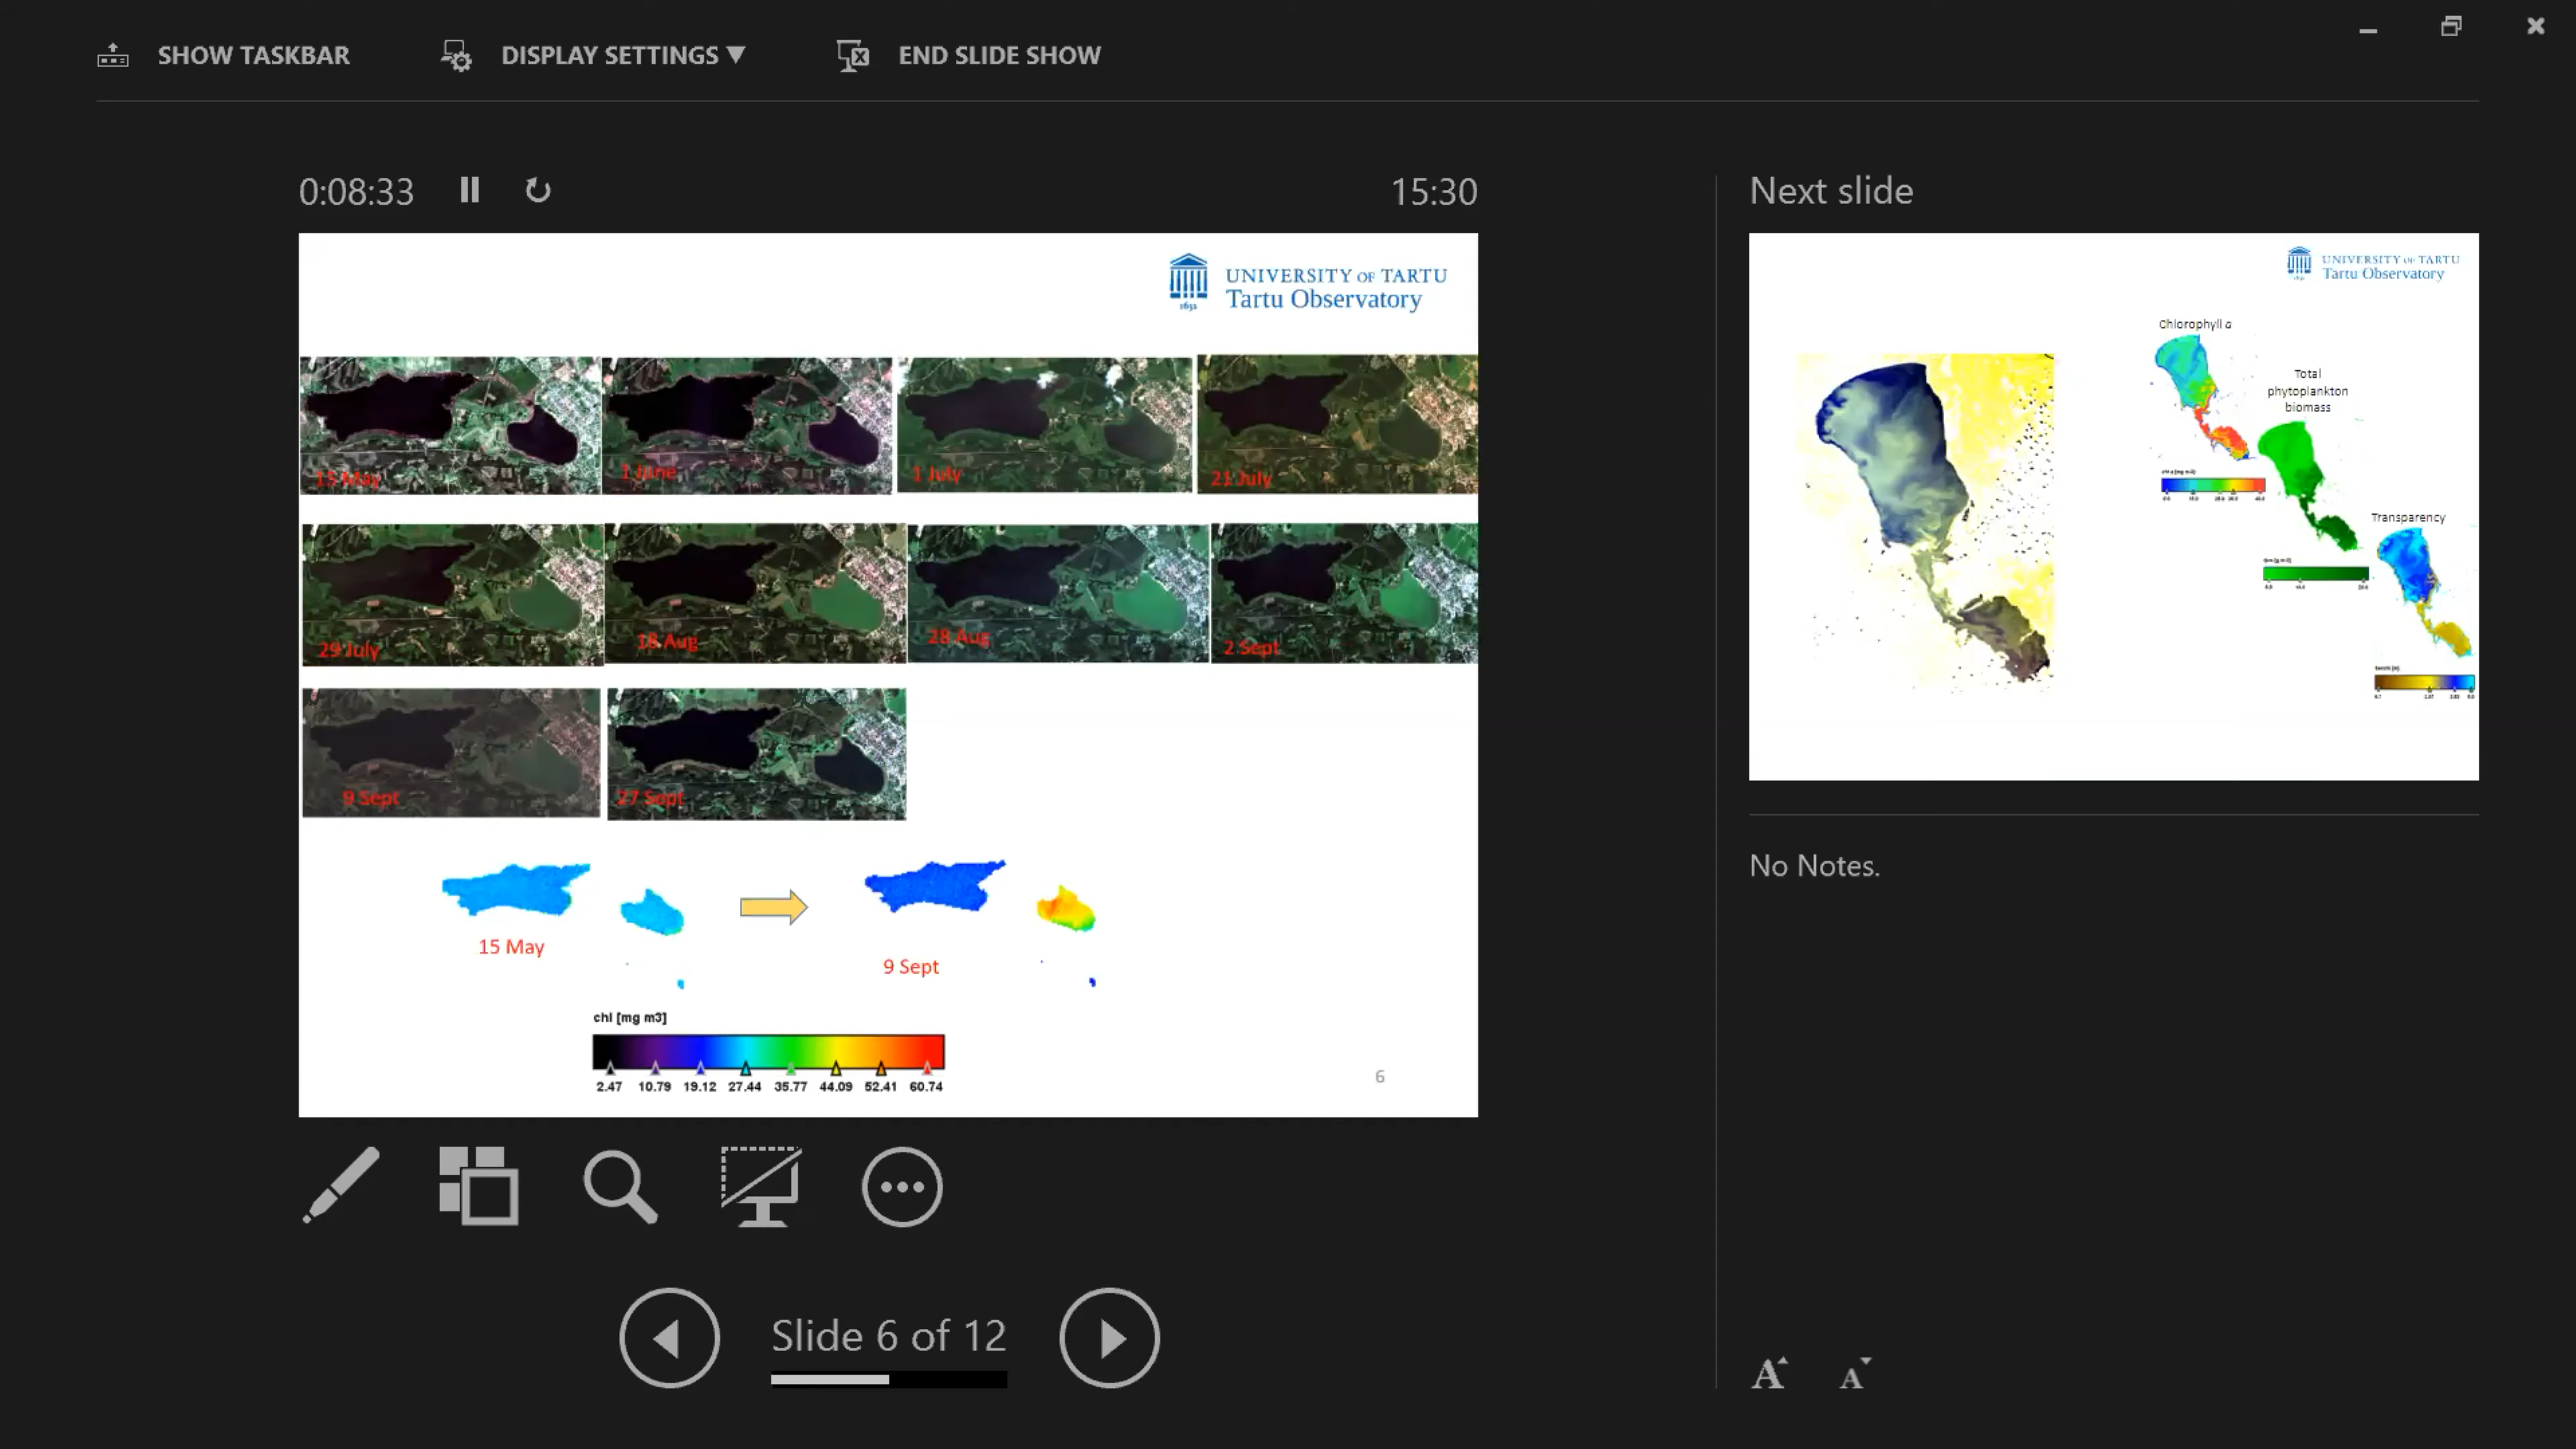 SHOW TASKBAR
DISPLAY SETTINGS ▼
END SLIDE SHOW
0:08:33
15:30
UNIVERSITY OF TARTU
Tartu Observatory
1632
15 May
1 June
1 July
21 July
29 July
18 Aug
28 Aug
2 Sept
9 Sept
27 Sept
15 May
9 Sept
chl [mg m3]
2.47 10.79 19.12 27.44 35.77 44.09 52.41 60.74
6
Slide 6 of 12
Next slide
UNIVERSITY OF TARTU
Tartu Observatory
Chlorophyll a
Total
phytoplankton
biomass
Transparency
No Notes.
A A